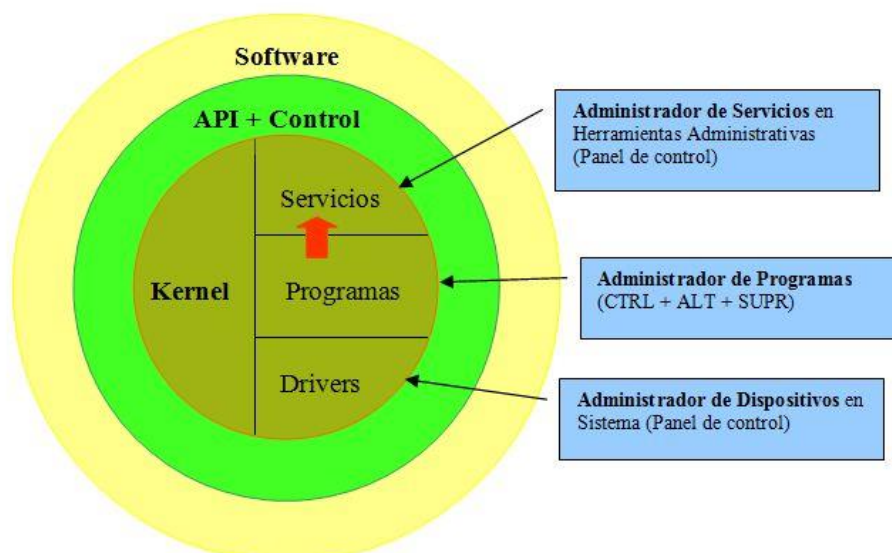 Software
API + Control
Servicios
Kernel
Programas
Drivers
Administrador de Servicios en
Herramientas Administrativas
(Panel de control)
Administrador de Programas
(CTRL + ALT + SUPR)
Administrador de Dispositivos en
Sistema (Panel de control)